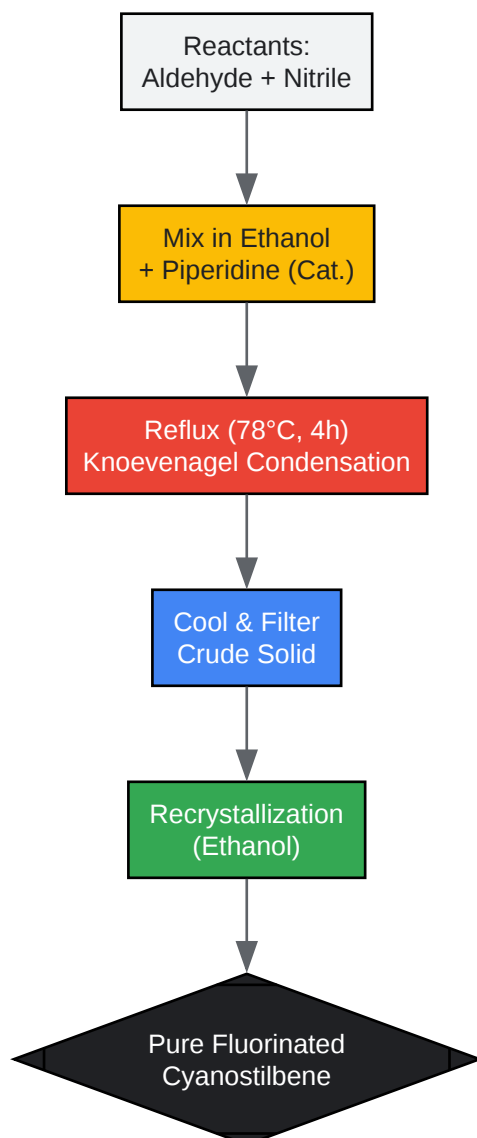 Reactants:
Aldehyde + Nitrile
Mix in Ethanol
+ Piperidine (Cat.)
Reflux (78°C, 4h)
Knoevenagel Condensation
Cool & Filter
Crude Solid
Recrystallization
(Ethanol)
Pure Fluorinated
Cyanostilbene